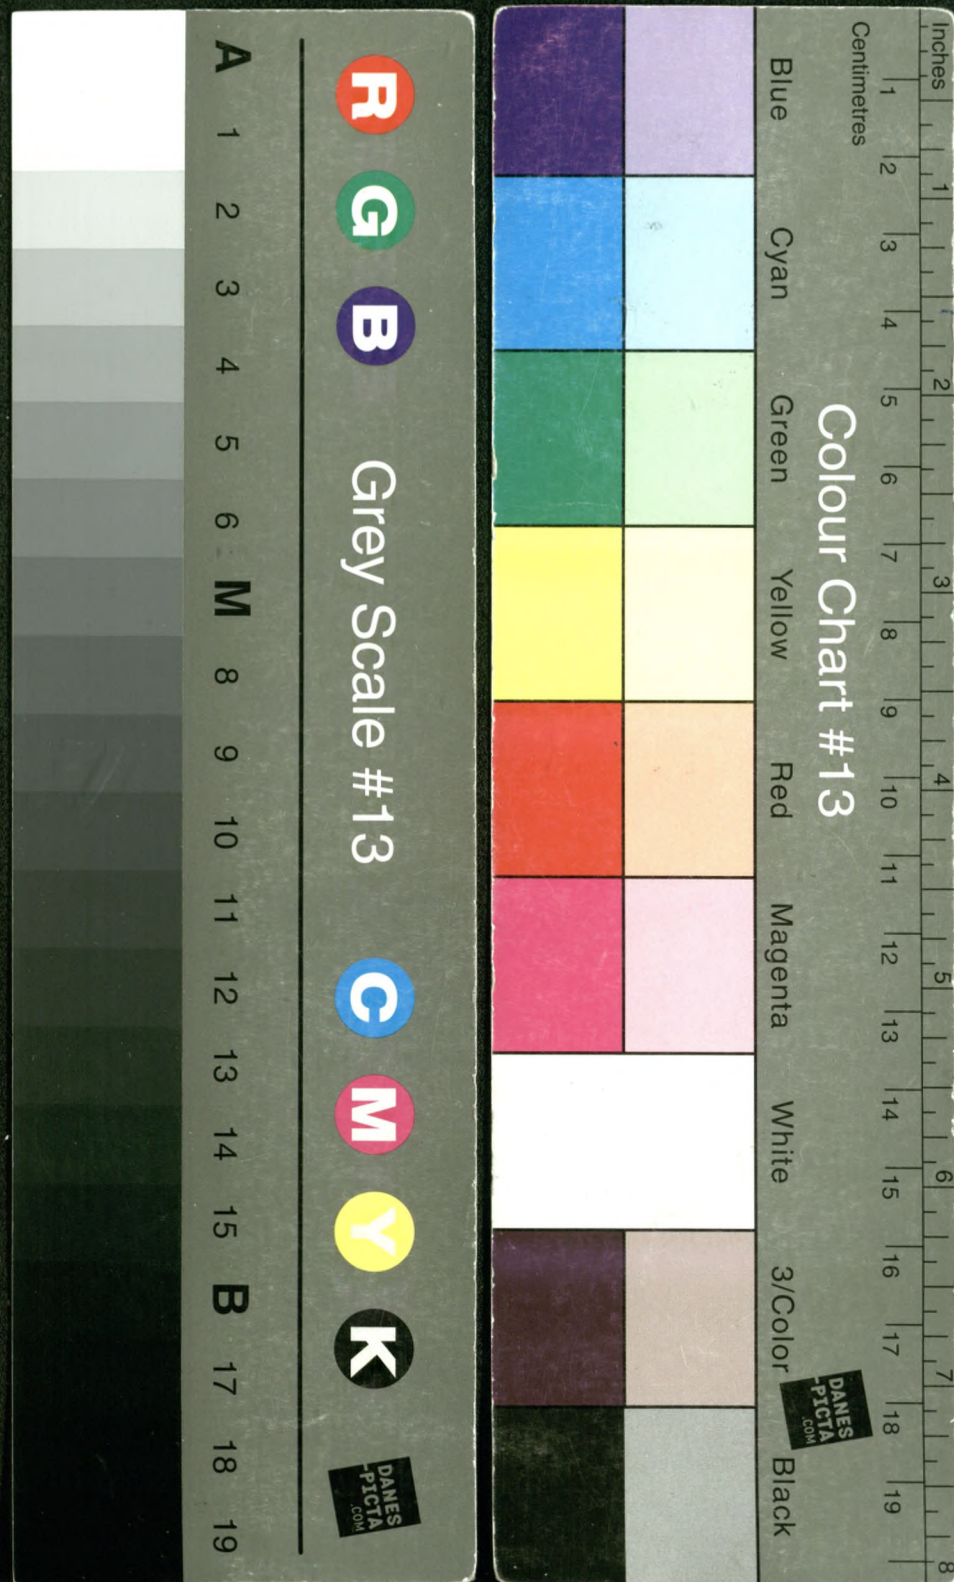 A 1 2 3 4 5 6 M 8 9 10 11 12 13 14 15 B 17 18 19
R G B Grey Scale #13 C M Y K
DANES
-PICTA
.COM
Inches 1 2 3 4 5 6 7 8
Centimetres 1 2 3 4 5 6 7 8 9 10 11 12 13 14 15 16 17 18 19
Colour Chart #13
Blue Cyan Green Yellow Red Magenta White 3/Color Black
DANES
-PICTA
.COM